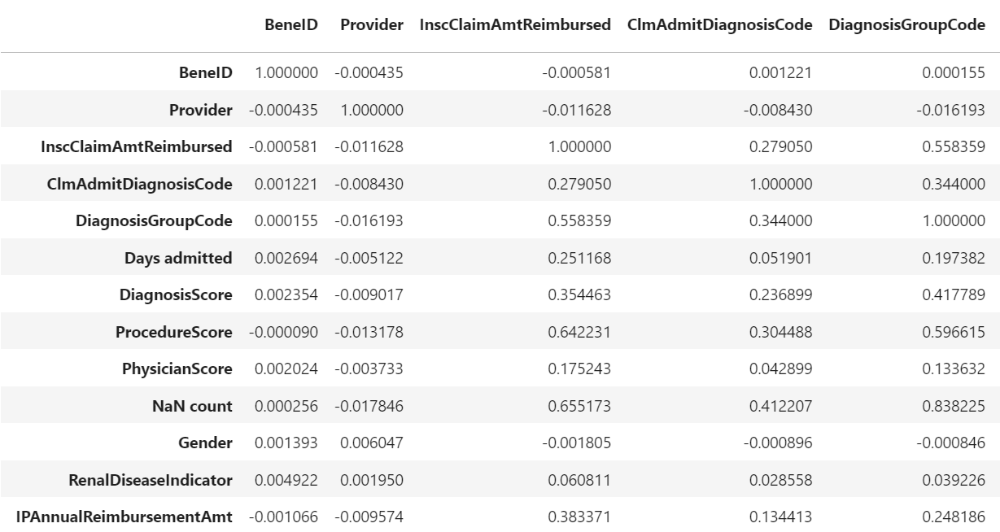 BeneID Provider InscClaimAmtReimbursed ClmAdmitDiagnosisCode DiagnosisGroupCode
BeneID 1.000000 -0.000435 -0.000581 0.001221 0.000155
Provider -0.000435 1.000000 -0.011628 -0.008430 -0.016193
InscClaimAmtReimbursed -0.000581 -0.011628 1.000000 0.279050 0.558359
ClmAdmitDiagnosisCode 0.001221 -0.008430 0.279050 1.000000 0.344000
DiagnosisGroupCode 0.000155 -0.016193 0.558359 0.344000 1.000000
Days admitted 0.002694 -0.005122 0.251168 0.051901 0.197382
DiagnosisScore 0.002354 -0.009017 0.354463 0.236899 0.417789
ProcedureScore -0.000090 -0.013178 0.642231 0.304488 0.596615
PhysicianScore 0.002024 -0.003733 0.175243 0.042899 0.133632
NaN count 0.000256 -0.017846 0.655173 0.412207 0.838225
Gender 0.001393 0.006047 -0.001805 -0.000896 -0.000846
RenalDiseaseIndicator 0.004922 0.001950 0.060811 0.028558 0.039226
IPAnnualReimbursementAmt -0.001066 -0.009574 0.383371 0.134413 0.248186